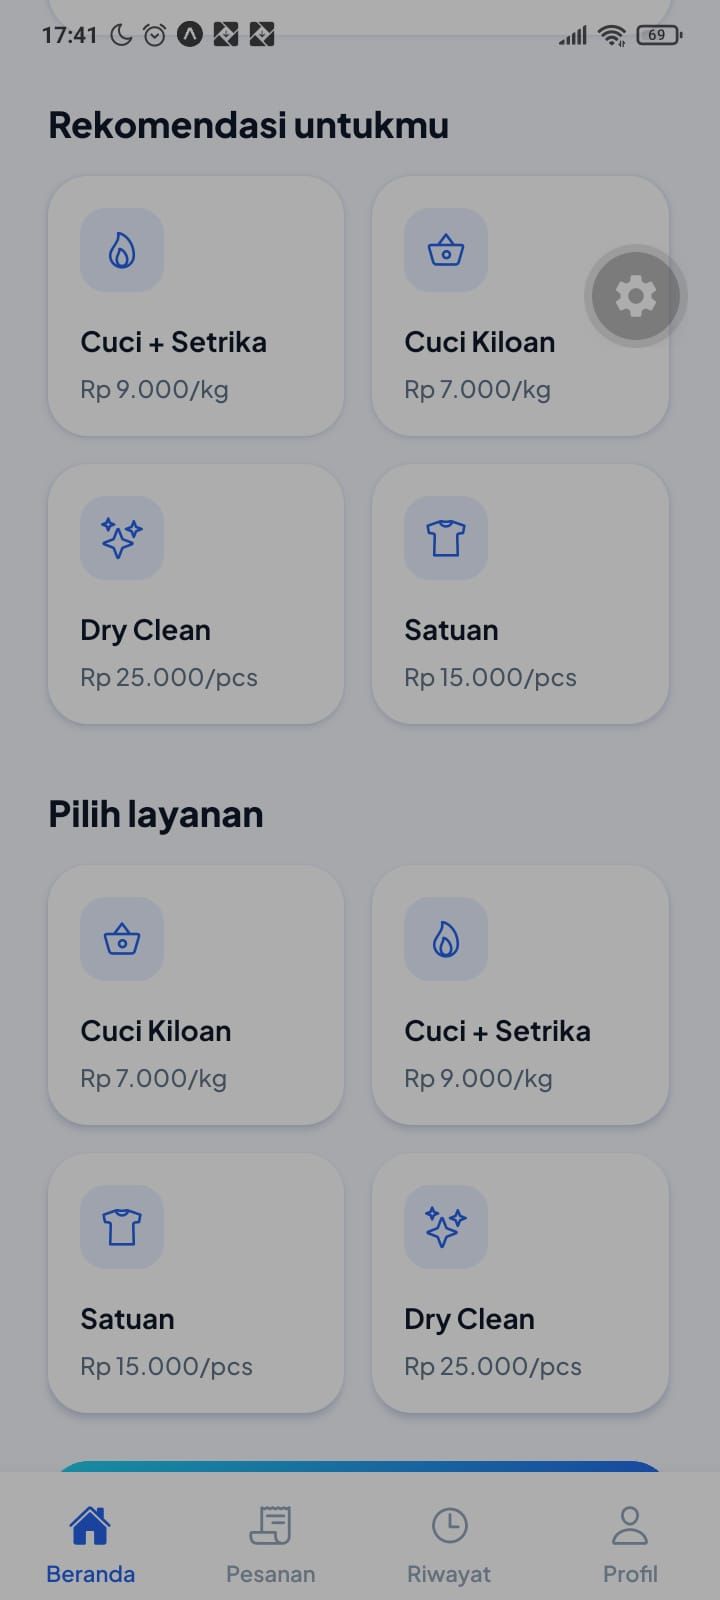 17:41
69
Rekomendasi untukmu
Cuci + Setrika
Rp 9.000/kg
Cuci Kiloan
Rp 7.000/kg
Dry Clean
Rp 25.000/pcs
Satuan
Rp 15.000/pcs
Pilih layanan
Cuci Kiloan
Rp 7.000/kg
Cuci + Setrika
Rp 9.000/kg
Satuan
Rp 15.000/pcs
Dry Clean
Rp 25.000/pcs
Beranda
Pesanan
Riwayat
Profil